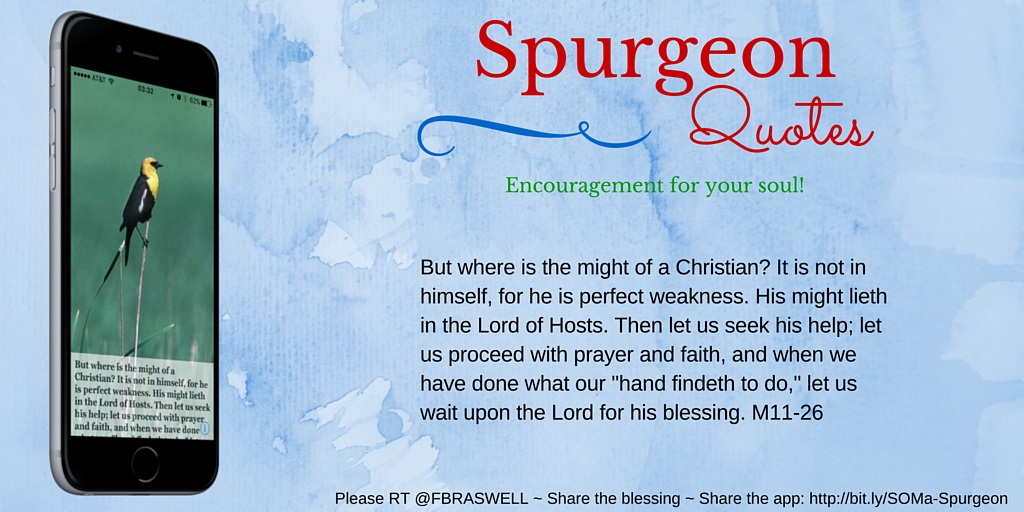 AT&T
03:32
62%
But where is the might of a
Christian? It is not in himself, for he
is perfect weakness. His might lieth
in the Lord of Hosts. Then let us seek
his help; let us proceed with prayer
and faith, and when we have done
Spurgeon
Quotes
Encouragement for your soul!
But where is the might of a Christian? It is not in
himself, for he is perfect weakness. His might lieth
in the Lord of Hosts. Then let us seek his help; let
us proceed with prayer and faith, and when we
have done what our "hand findeth to do," let us
wait upon the Lord for his blessing. M11-26
Please RT @FBRASWELL ~ Share the blessing ~ Share the app: http://bit.ly/SOMa-Spurgeon